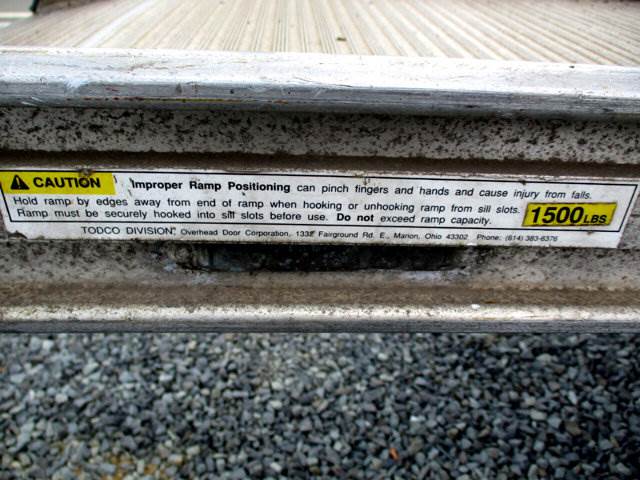 CAUTION Improper Ramp Positioning can pinch fingers and hands and cause injury from falls.
Hold ramp by edges away from end of ramp when hooking or unhooking ramp from sill slots.
Ramp must be securely hooked into sill slots before use. Do not exceed ramp capacity. 1500 LBS
TODCO DIVISION, Overhead Door Corporation, 1332 Fairground Rd. E., Marion, Ohio 43302 Phone: (614) 383-6376